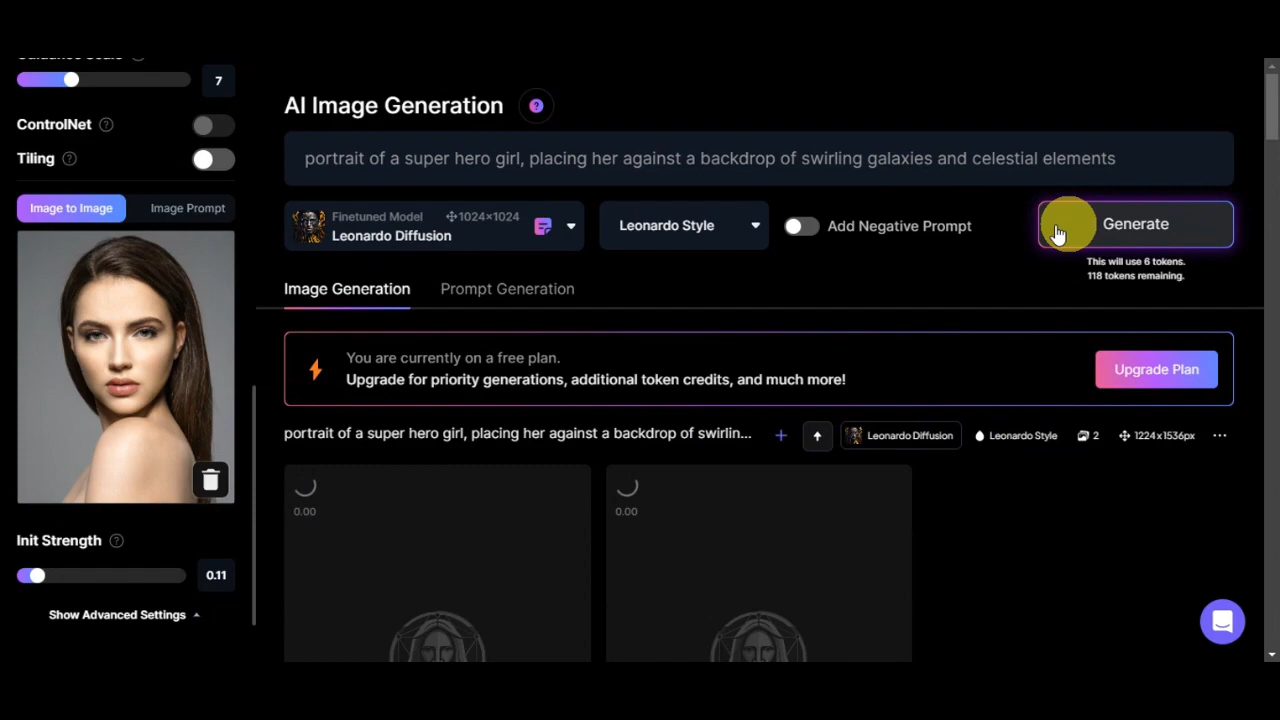 Guidance Scale
7
ControlNet
Tiling
Image to Image
Image Prompt
Init Strength
0.11
Show Advanced Settings
AI Image Generation
portrait of a super hero girl, placing her against a backdrop of swirling galaxies and celestial elements
Finetuned Model 1024×1024
Leonardo Diffusion
Leonardo Style
Add Negative Prompt
Generate
This will use 6 tokens.
118 tokens remaining.
Image Generation
Prompt Generation
You are currently on a free plan.
Upgrade for priority generations, additional token credits, and much more!
Upgrade Plan
portrait of a super hero girl, placing her against a backdrop of swirlin...
Leonardo Diffusion
Leonardo Style
2
1224x1536px
0.00
0.00